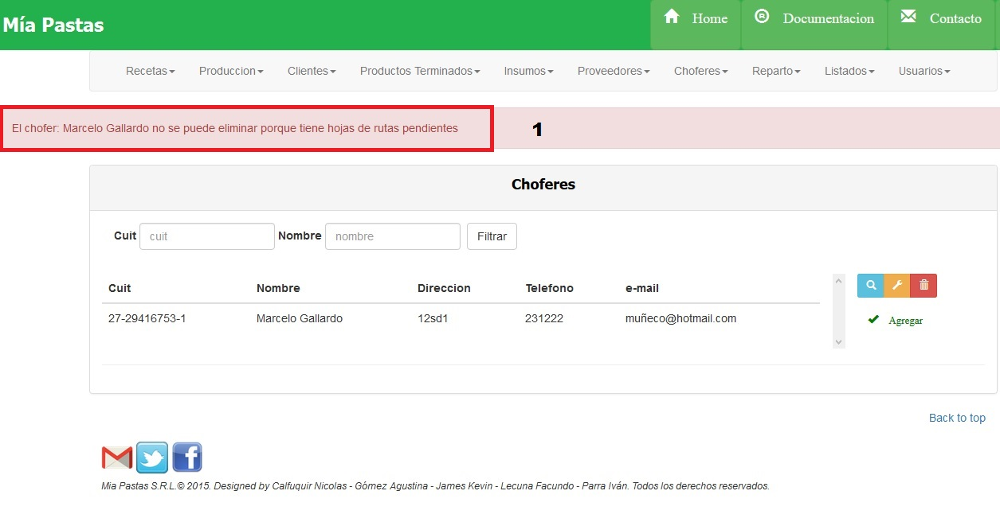 Mía Pastas
Home
® Documentacion
Contacto
Recetas
Produccion
Clientes
Productos Terminados
Insumos
Proveedores
Choferes
Reparto
Listados
Usuarios
El chofer: Marcelo Gallardo no se puede eliminar porque tiene hojas de rutas pendientes
1
Choferes
Cuit cuit Nombre nombre Filtrar
Cuit Nombre Direccion Telefono e-mail
27-29416753-1 Marcelo Gallardo 12sd1 231222 muñeco@hotmail.com
Agregar
Back to top
Mia Pastas S.R.L.© 2015. Designed by Calfuquir Nicolas - Gómez Agustina - James Kevin - Lecuna Facundo - Parra Iván. Todos los derechos reservados.